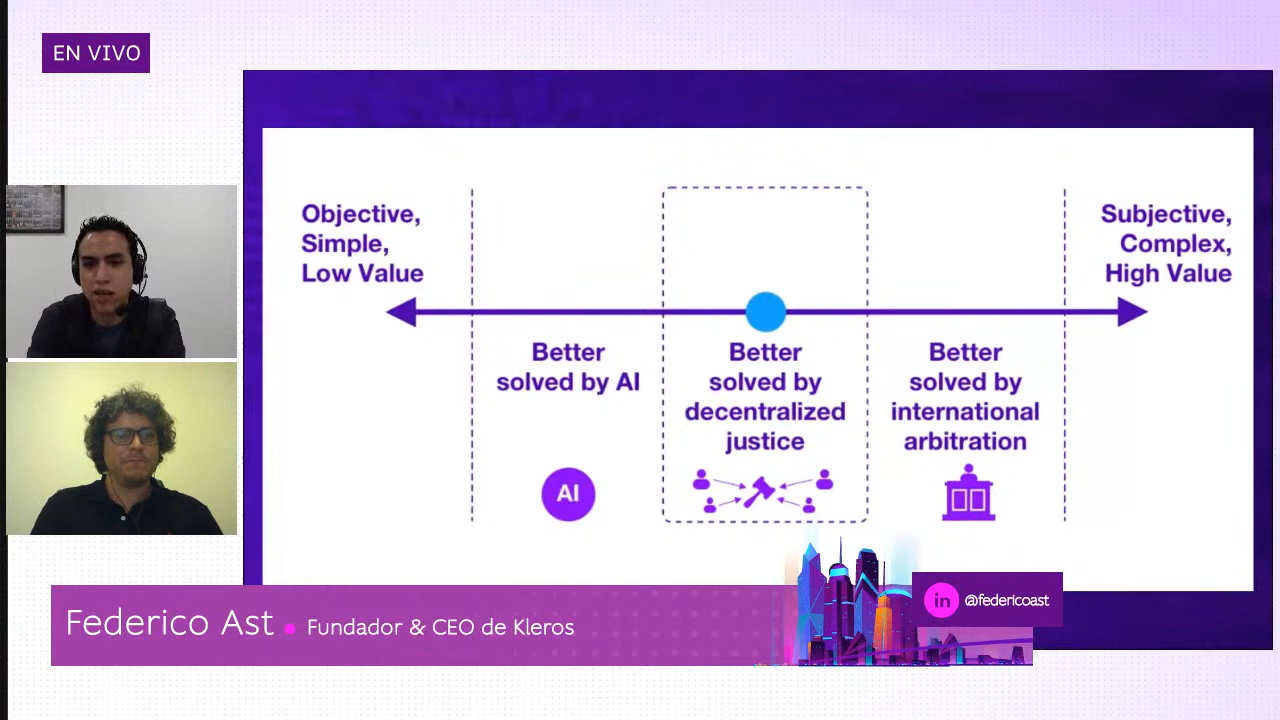 EN VIVO
Objective,
Simple,
Low Value
Subjective,
Complex,
High Value
Better
solved by AI
Better
solved by
decentralized
justice
Better
solved by
international
arbitration
AI
Federico Ast • Fundador & CEO de Kleros
in @federicoast